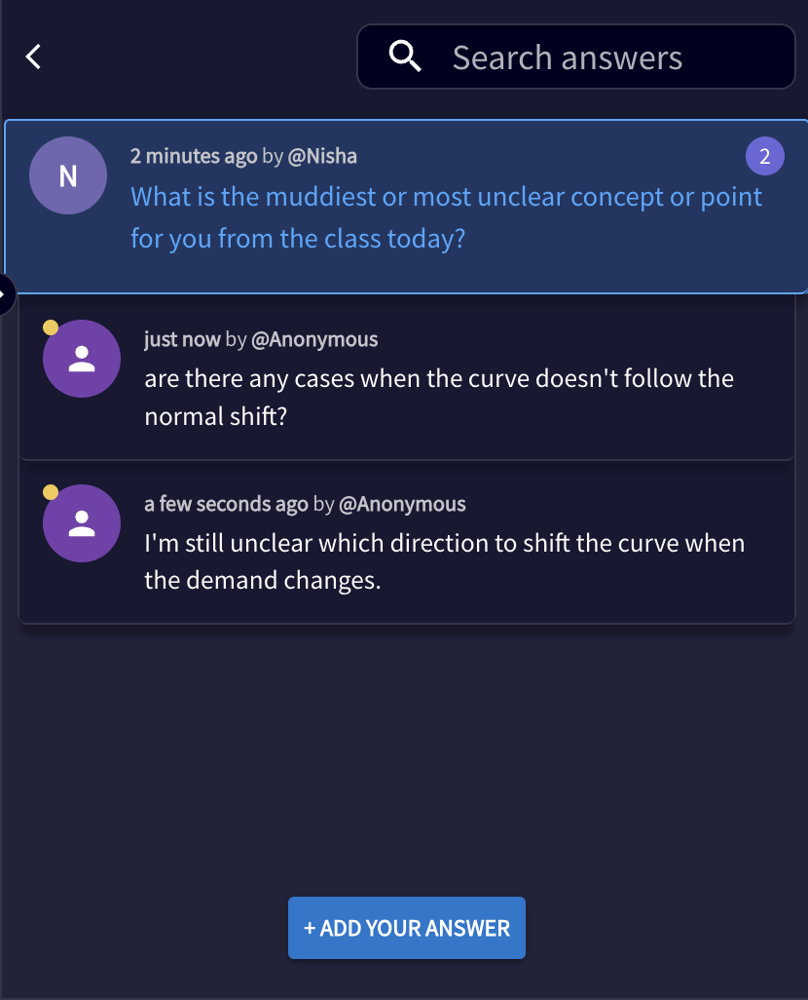 Search answers
N
2 minutes ago by @Nisha
2
What is the muddiest or most unclear concept or point
for you from the class today?
just now by @Anonymous
are there any cases when the curve doesn't follow the
normal shift?
a few seconds ago by @Anonymous
I'm still unclear which direction to shift the curve when
the demand changes.
+ ADD YOUR ANSWER